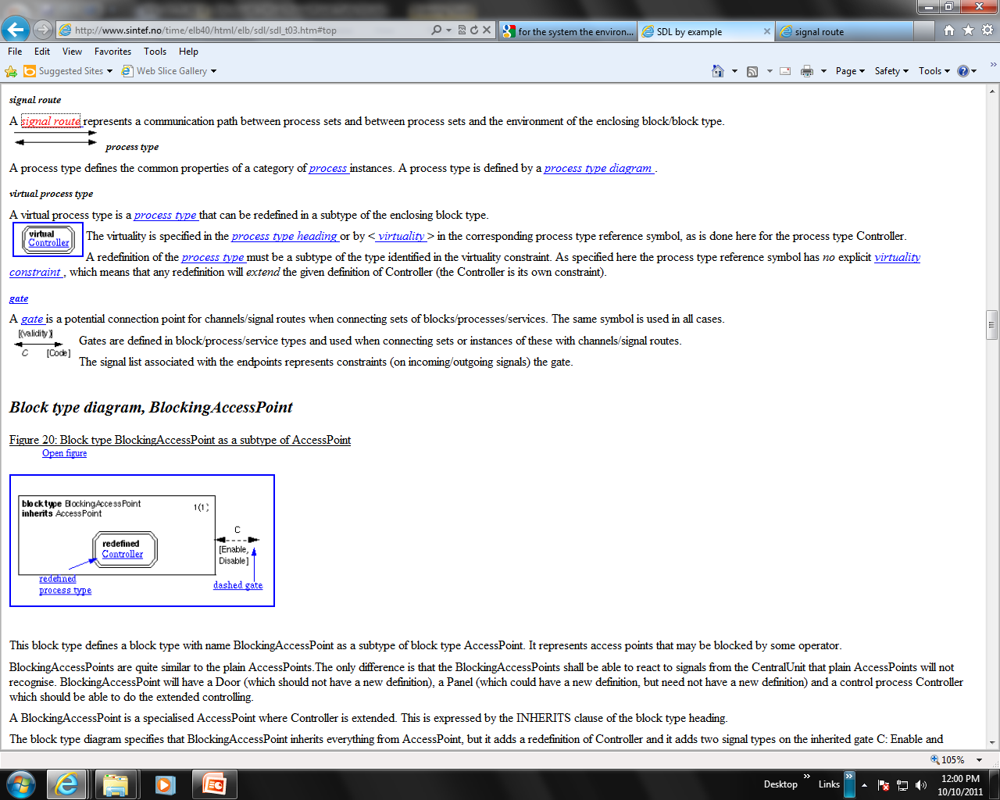 http://www.sintef.no/time/elb40/html/elb/sdl/sdl_t03.htm#top
for the system the environ...
SDL by example
signal route
File Edit View Favorites Tools Help
Suggested Sites Web Slice Gallery
Page Safety Tools
signal route
A signal route represents a communication path between process sets and between process sets and the environment of the enclosing block/block type.
process type
A process type defines the common properties of a category of process instances. A process type is defined by a process type diagram .
virtual process type
A virtual process type is a process type that can be redefined in a subtype of the enclosing block type.
virtual
Controller
The virtuality is specified in the process type heading or by < virtuality > in the corresponding process type reference symbol, as is done here for the process type Controller.
A redefinition of the process type must be a subtype of the type identified in the virtuality constraint. As specified here the process type reference symbol has no explicit virtuality
constraint , which means that any redefinition will extend the given definition of Controller (the Controller is its own constraint).
gate
A gate is a potential connection point for channels/signal routes when connecting sets of blocks/processes/services. The same symbol is used in all cases.
[(validity)]
C [Code]
Gates are defined in block/process/service types and used when connecting sets or instances of these with channels/signal routes.
The signal list associated with the endpoints represents constraints (on incoming/outgoing signals) the gate.
Block type diagram, BlockingAccessPoint
Figure 20: Block type BlockingAccessPoint as a subtype of AccessPoint
Open figure
block type BlockingAccessPoint
inherits AccessPoint
1(1)
redefined
Controller
C
[Enable,
Disable]
redefined
process type
dashed gate
This block type defines a block type with name BlockingAccessPoint as a subtype of block type AccessPoint. It represents access points that may be blocked by some operator.
BlockingAccessPoints are quite similar to the plain AccessPoints.The only difference is that the BlockingAccessPoints shall be able to react to signals from the CentralUnit that plain AccessPoints will not
recognise. BlockingAccessPoint will have a Door (which should not have a new definition), a Panel (which could have a new definition, but need not have a new definition) and a control process Controller
which should be able to do the extended controlling.
A BlockingAccessPoint is a specialised AccessPoint where Controller is extended. This is expressed by the INHERITS clause of the block type heading.
The block type diagram specifies that BlockingAccessPoint inherits everything from AccessPoint, but it adds a redefinition of Controller and it adds two signal types on the inherited gate C: Enable and
105%
Desktop
Links
12:00 PM
10/10/2011